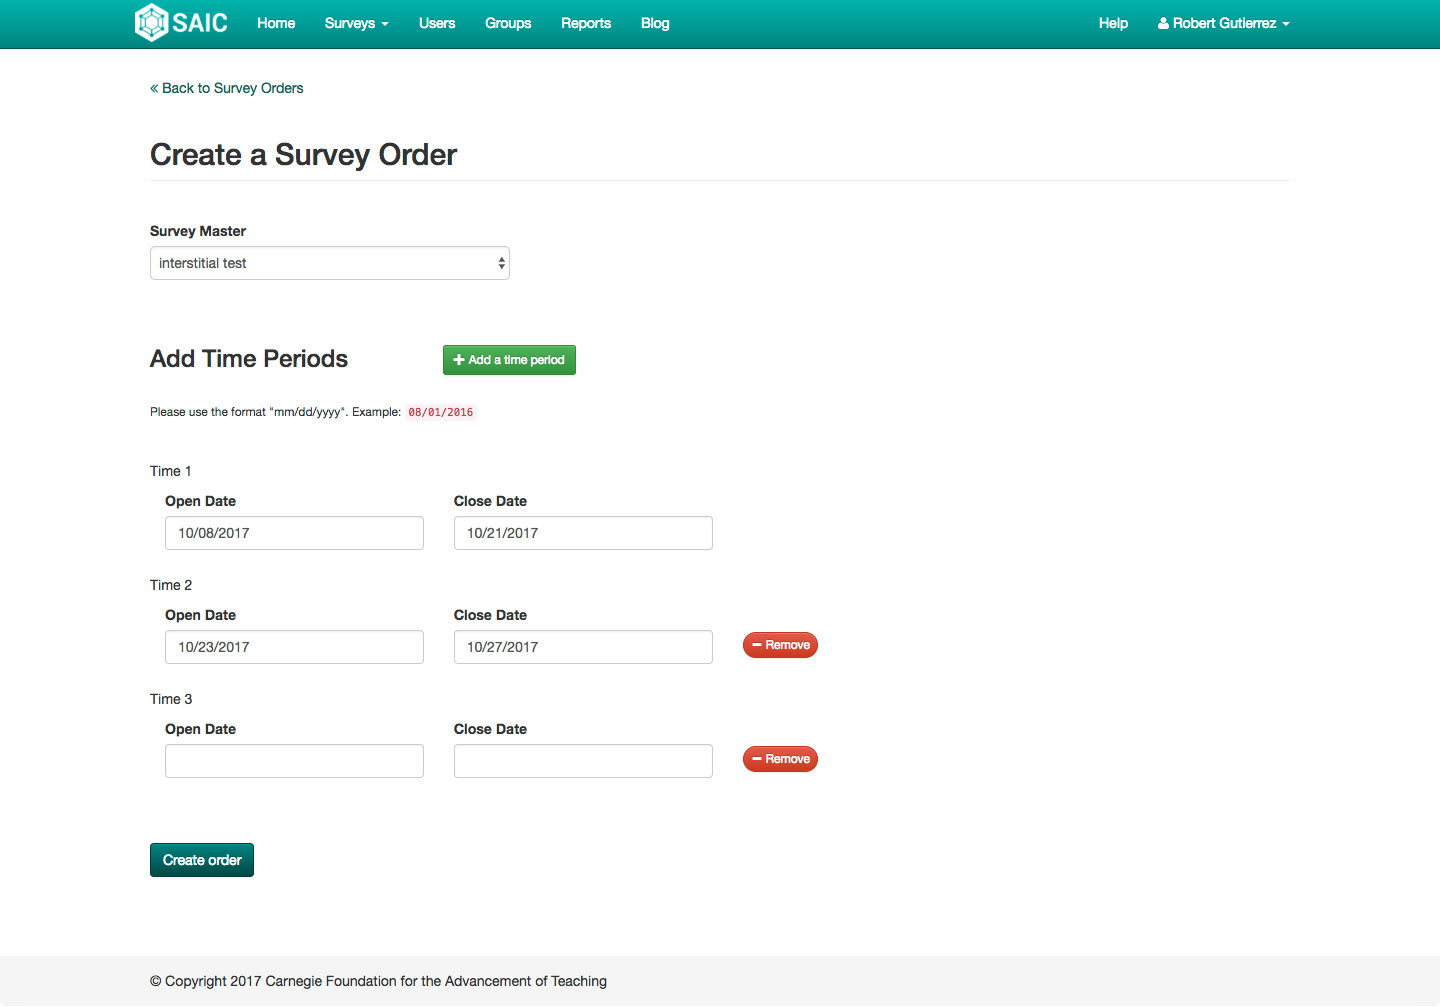 SAIC Home Surveys Users Groups Reports Blog Help Robert Gutierrez
« Back to Survey Orders
Create a Survey Order
Survey Master
interstitial test
Add Time Periods + Add a time period
Please use the format "mm/dd/yyyy". Example: 08/01/2016
Time 1
Open Date Close Date
10/08/2017 10/21/2017
Time 2
Open Date Close Date
10/23/2017 10/27/2017 − Remove
Time 3
Open Date Close Date
− Remove
Create order
© Copyright 2017 Carnegie Foundation for the Advancement of Teaching